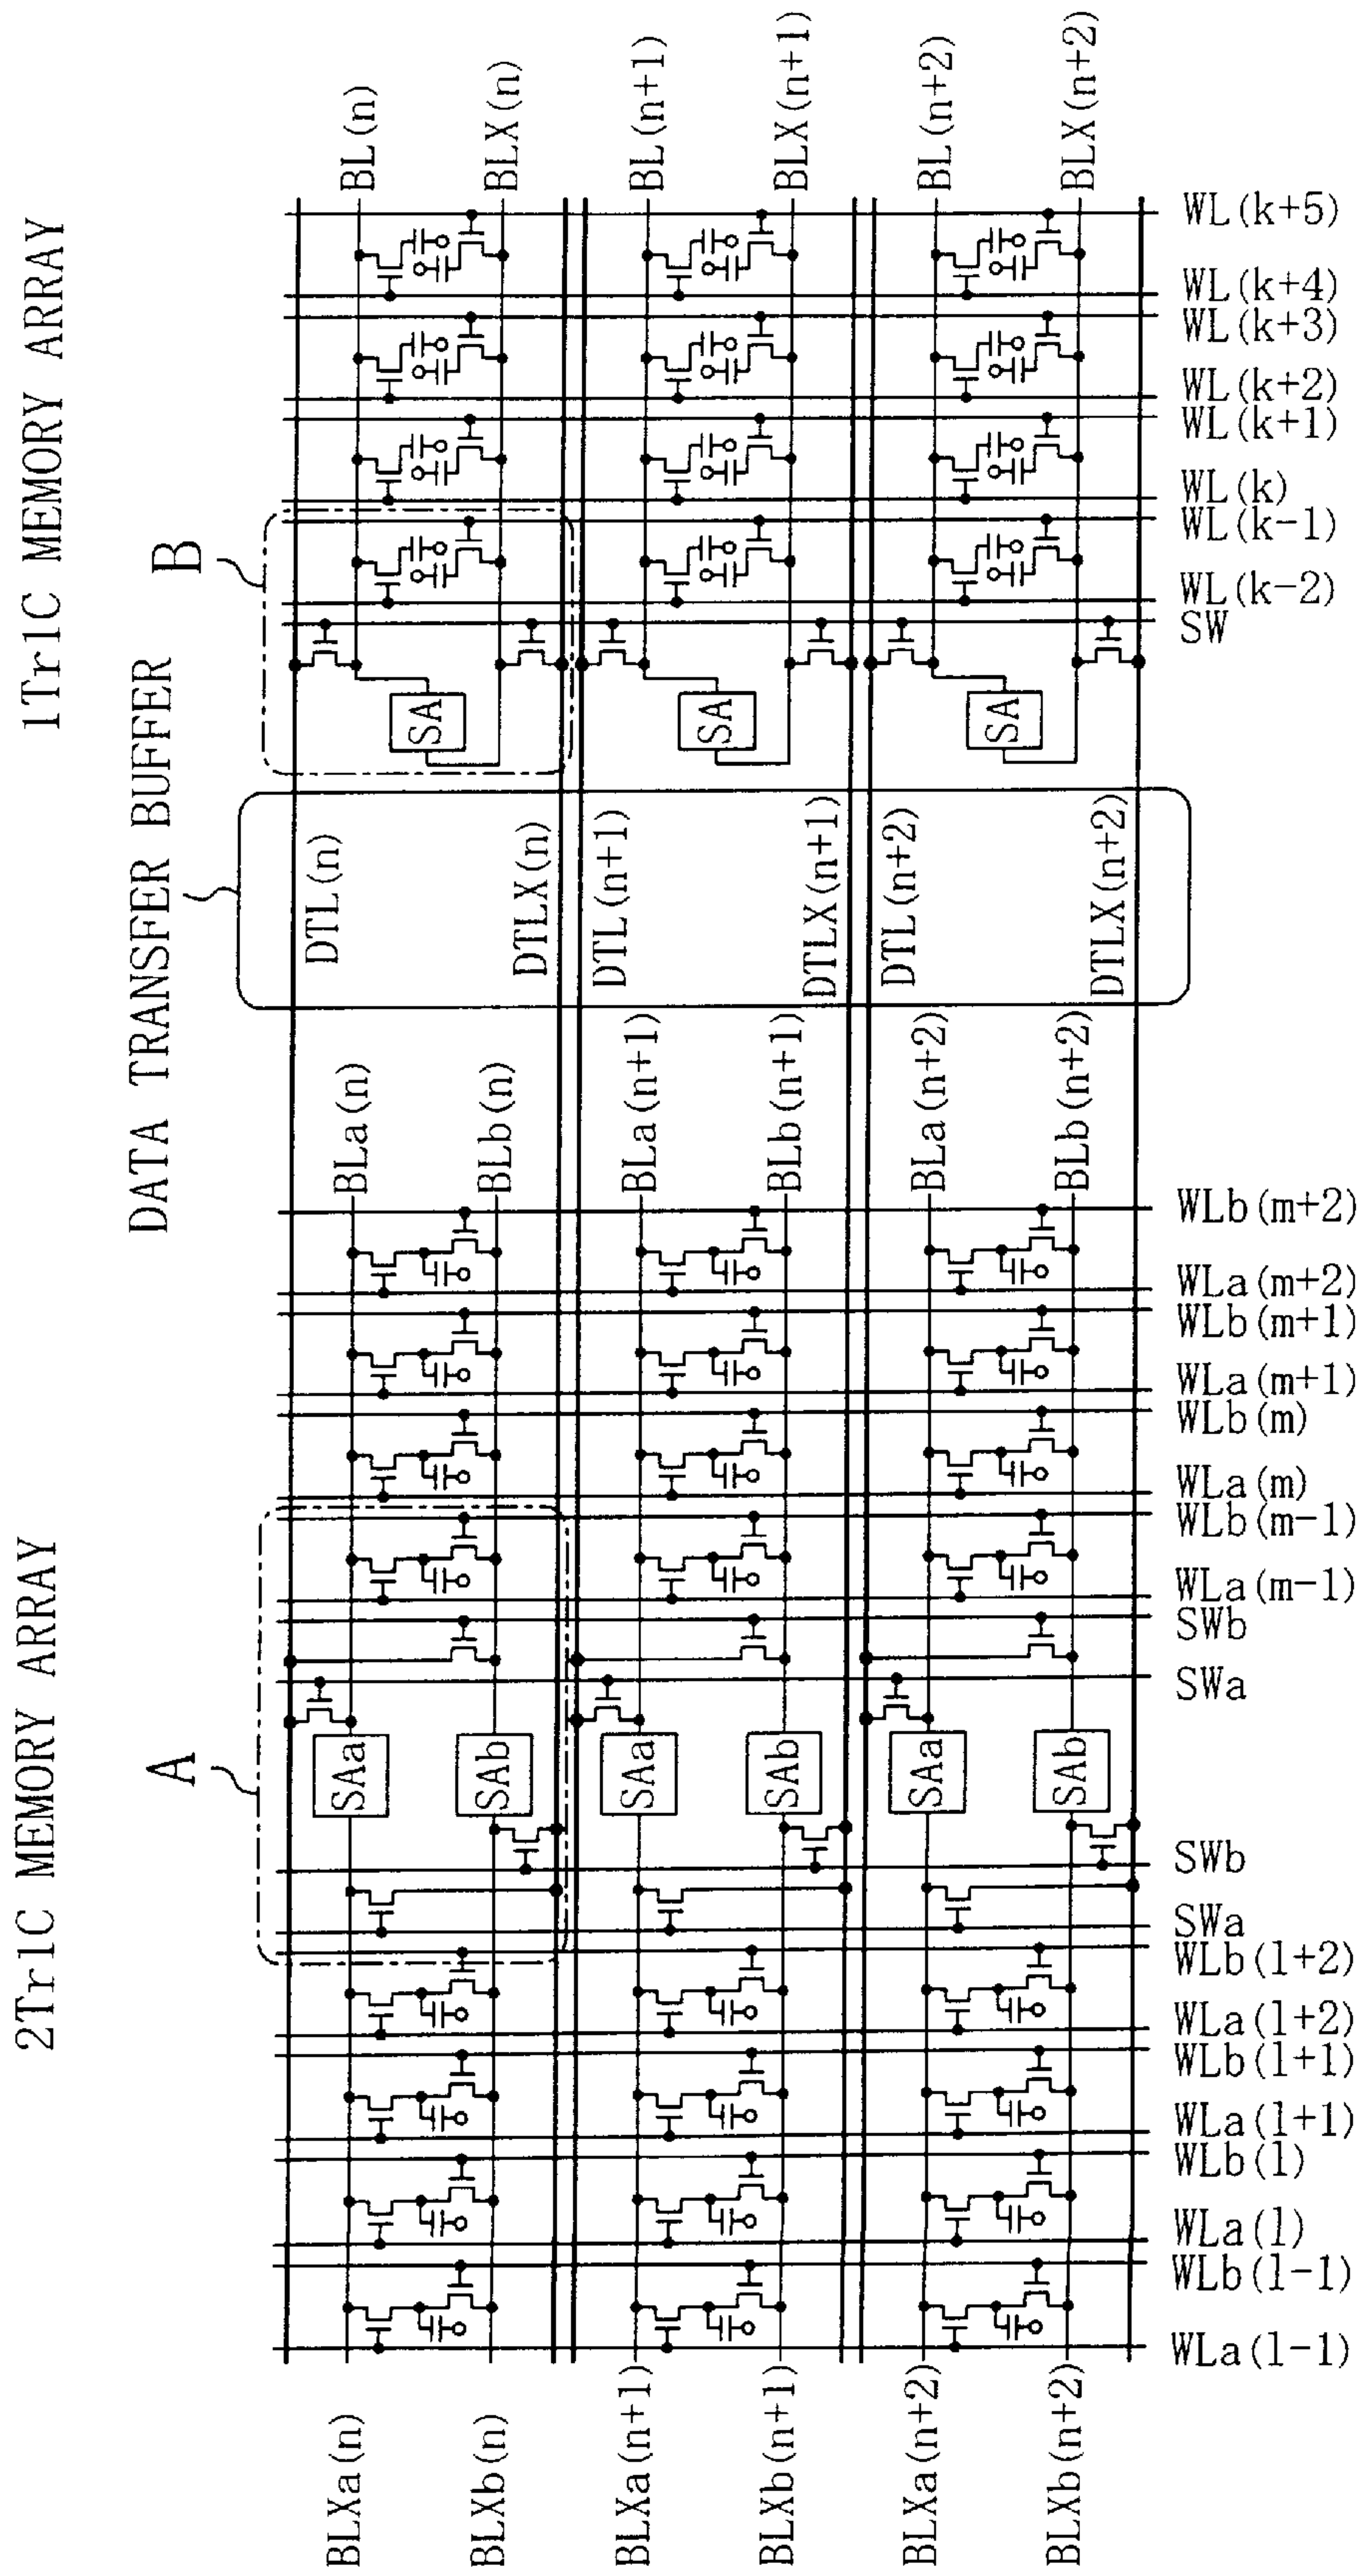 2Tr1C MEMORY ARRAY
DATA TRANSFER BUFFER
1Tr1C MEMORY ARRAY
A
B
BLXa(n)
BLXb(n)
BLXa(n+1)
BLXb(n+1)
BLXa(n+2)
BLXb(n+2)
SAa
SAb
SAa
SAb
SAa
SAb
BLa(n)
BLb(n)
BLa(n+1)
BLb(n+1)
BLa(n+2)
BLb(n+2)
DTL(n)
DTLX(n)
DTL(n+1)
DTLX(n+1)
DTL(n+2)
DTLX(n+2)
SA
SA
SA
BL(n)
BLX(n)
BL(n+1)
BLX(n+1)
BL(n+2)
BLX(n+2)
WL(k+5)
WL(k+4)
WL(k+3)
WL(k+2)
WL(k+1)
WL(k)
WL(k-1)
WL(k-2)
SW
WLb(m+2)
WLa(m+2)
WLb(m+1)
WLa(m+1)
WLb(m)
WLa(m)
WLb(m-1)
WLa(m-1)
SWb
SWa
SWb
SWa
WLb(l+2)
WLa(l+2)
WLb(l+1)
WLa(l+1)
WLb(l)
WLa(l)
WLb(l-1)
WLa(l-1)